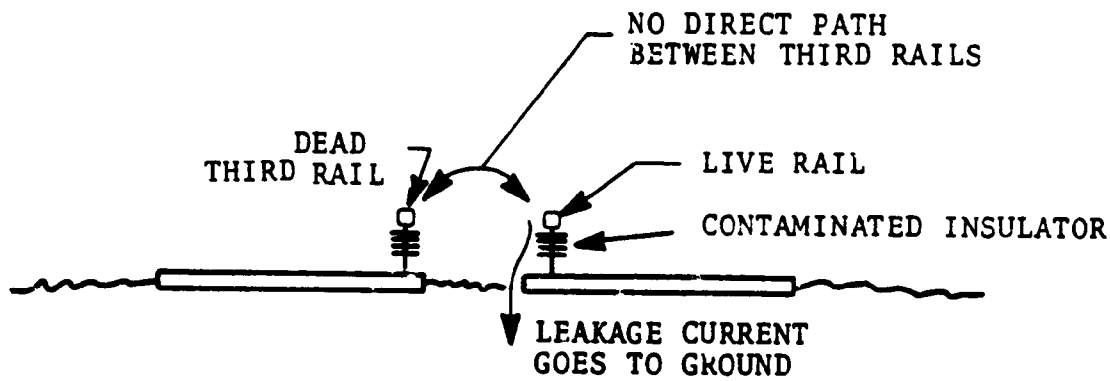 NO DIRECT PATH
BETWEEN THIRD RAILS
DEAD
THIRD RAIL
LIVE RAIL
CONTAMINATED INSULATOR
LEAKAGE CURRENT
GOES TO GROUND